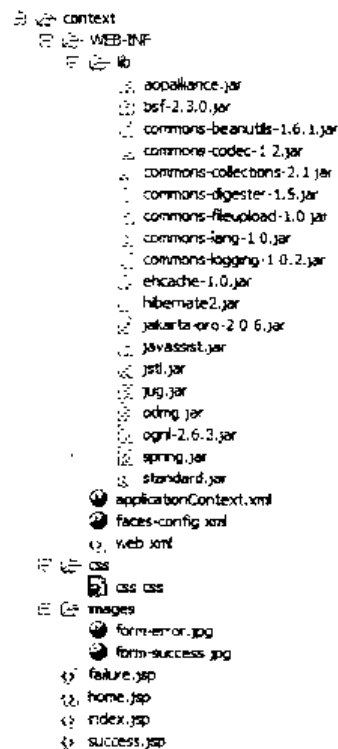 context
WEB-INF
lib
aopalliance.jar
bsf-2.3.0.jar
commons-beanutils-1.6.1.jar
commons-codec-1.2.jar
commons-collections-2.1.jar
commons-digester-1.5.jar
commons-fileupload-1.0.jar
commons-lang-1.0.jar
commons-logging-1.0.2.jar
ehcache-1.0.jar
hibernate2.jar
jakarta-oro-2.0.6.jar
javassist.jar
jstl.jar
jug.jar
odmg.jar
ognl-2.6.3.jar
spring.jar
standard.jar
applicationContext.xml
faces-config.xml
web.xml
css
css.css
images
form-error.jpg
form-success.jpg
failure.jsp
home.jsp
index.jsp
success.jsp